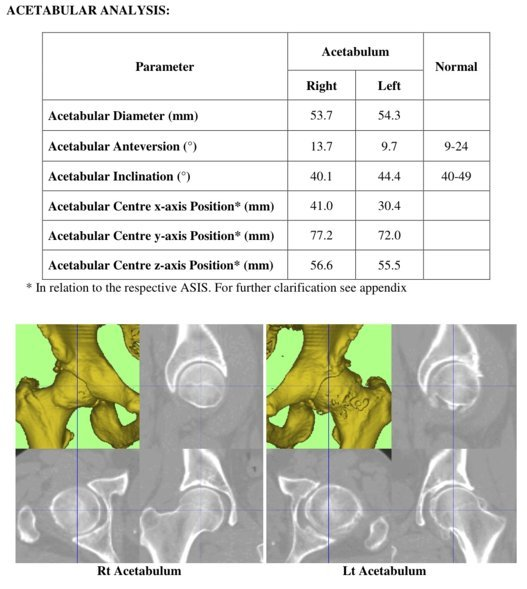 ACETABULAR ANALYSIS:
Parameter Acetabulum Normal
Right Left
Acetabular Diameter (mm) 53.7 54.3
Acetabular Anteversion (°) 13.7 9.7 9-24
Acetabular Inclination (°) 40.1 44.4 40-49
Acetabular Centre x-axis Position* (mm) 41.0 30.4
Acetabular Centre y-axis Position* (mm) 77.2 72.0
Acetabular Centre z-axis Position* (mm) 56.6 55.5
* In relation to the respective ASIS. For further clarification see appendix
Rt Acetabulum Lt Acetabulum